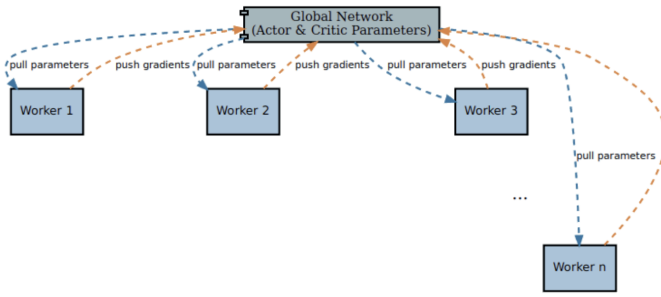 Global Network
(Actor & Critic Parameters)
pull parameters
push gradients
pull parameters
push gradients
pull parameters
push gradients
Worker 1
Worker 2
Worker 3
pull parameters
...
Worker n